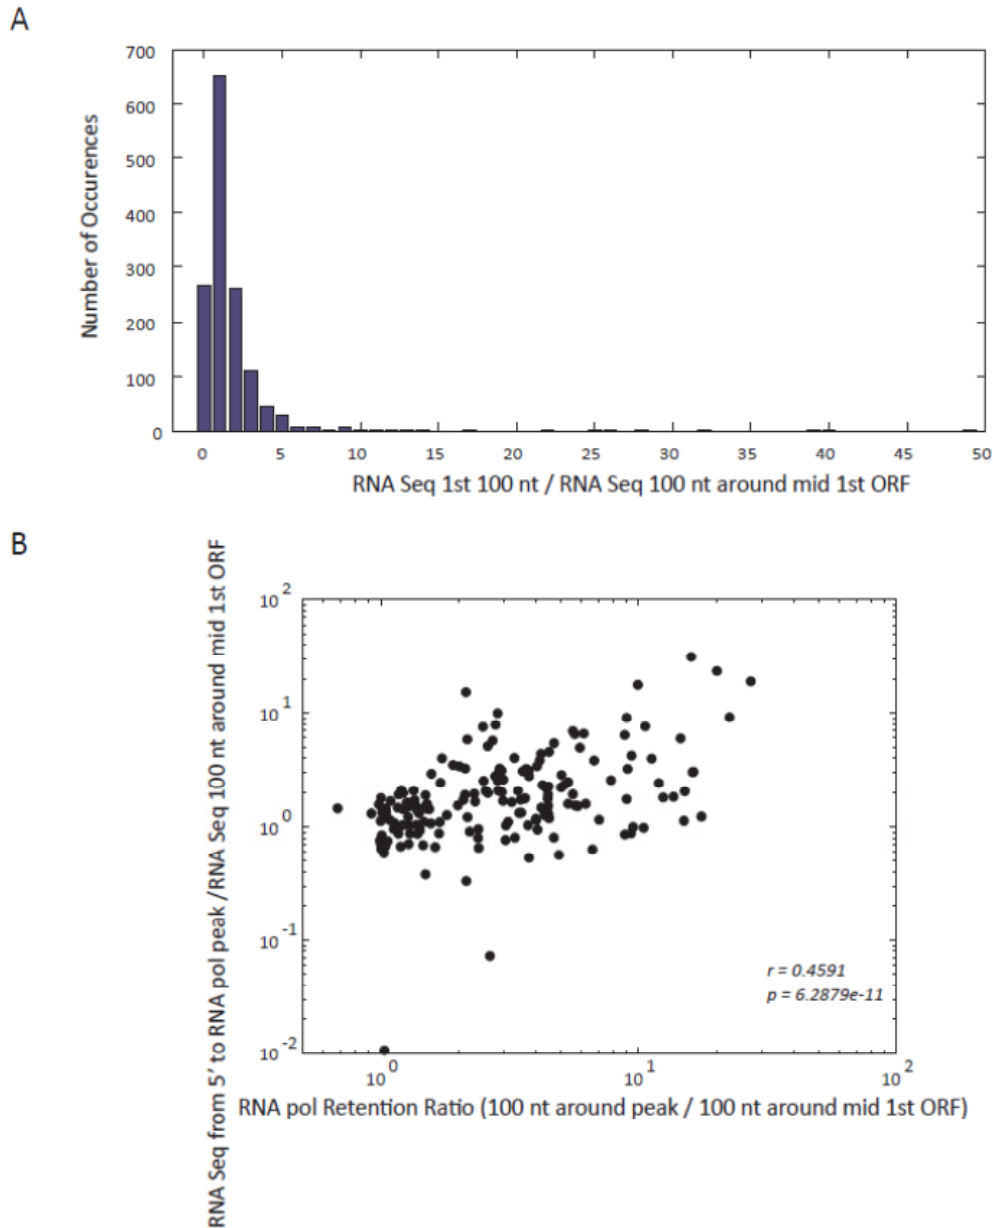 A
700
600
500
400
300
200
100
0
Number of Occurences
0 5 10 15 20 25 30 35 40 45 50
RNA Seq 1st 100 nt / RNA Seq 100 nt around mid 1st ORF
B
RNA Seq from 5' to RNA pol peak /RNA Seq 100 nt around mid 1st ORF
10 2
10 1
10 0
10 -1
10 -2
r = 0.4591
p = 6.2879e-11
10 0 10 1 10 2
RNA pol Retention Ratio (100 nt around peak / 100 nt around mid 1st ORF)